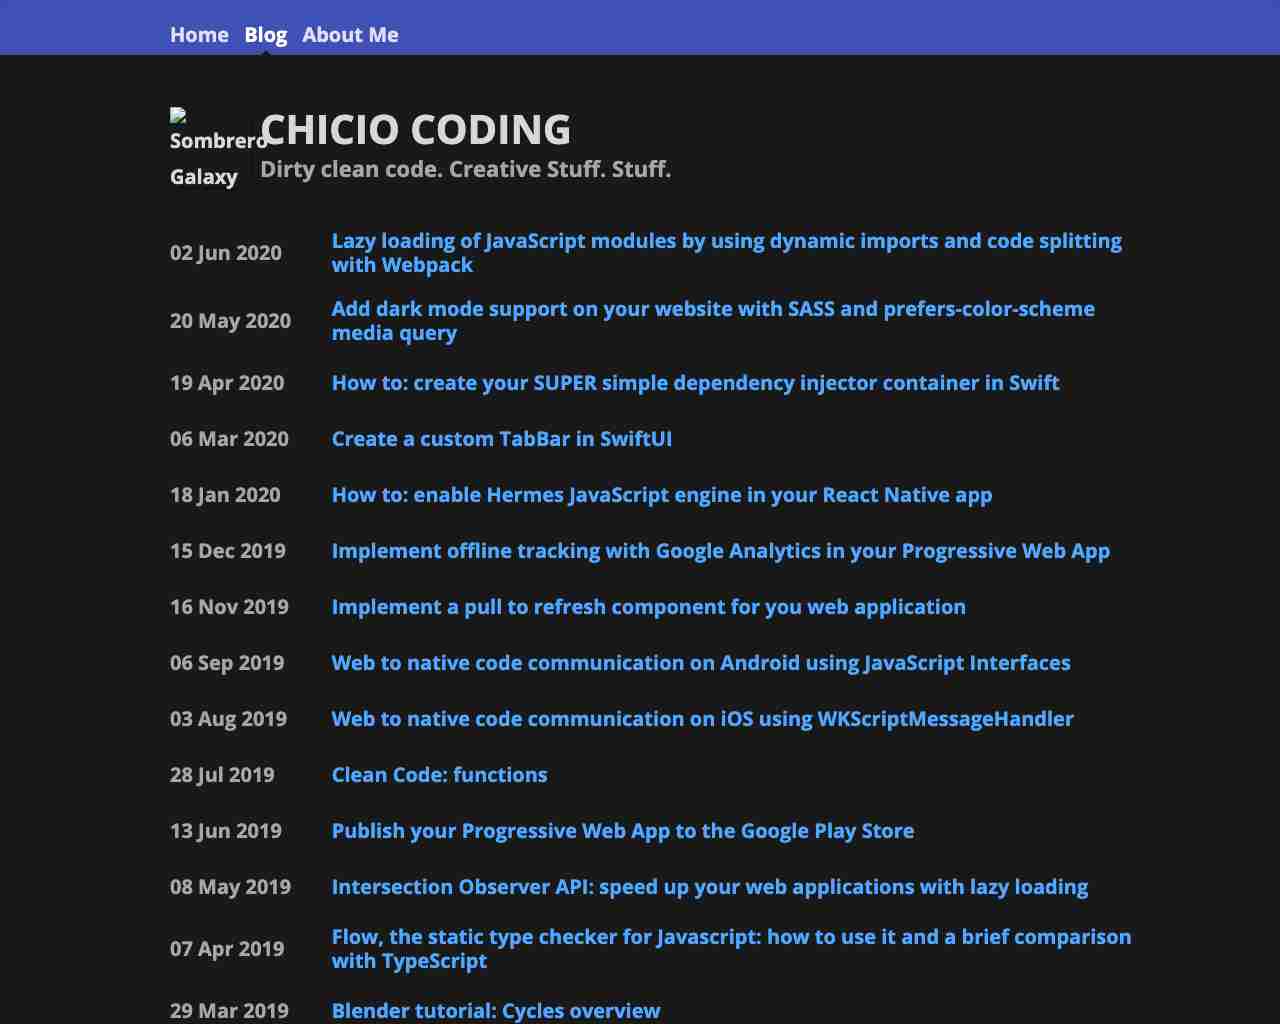 Home Blog About Me
CHICIO CODING
Sombrero
Galaxy
Dirty clean code. Creative Stuff. Stuff.
02 Jun 2020 Lazy loading of JavaScript modules by using dynamic imports and code splitting
with Webpack
20 May 2020 Add dark mode support on your website with SASS and prefers-color-scheme
media query
19 Apr 2020 How to: create your SUPER simple dependency injector container in Swift
06 Mar 2020 Create a custom TabBar in SwiftUI
18 Jan 2020 How to: enable Hermes JavaScript engine in your React Native app
15 Dec 2019 Implement offline tracking with Google Analytics in your Progressive Web App
16 Nov 2019 Implement a pull to refresh component for you web application
06 Sep 2019 Web to native code communication on Android using JavaScript Interfaces
03 Aug 2019 Web to native code communication on iOS using WKScriptMessageHandler
28 Jul 2019 Clean Code: functions
13 Jun 2019 Publish your Progressive Web App to the Google Play Store
08 May 2019 Intersection Observer API: speed up your web applications with lazy loading
07 Apr 2019 Flow, the static type checker for Javascript: how to use it and a brief comparison
with TypeScript
29 Mar 2019 Blender tutorial: Cycles overview